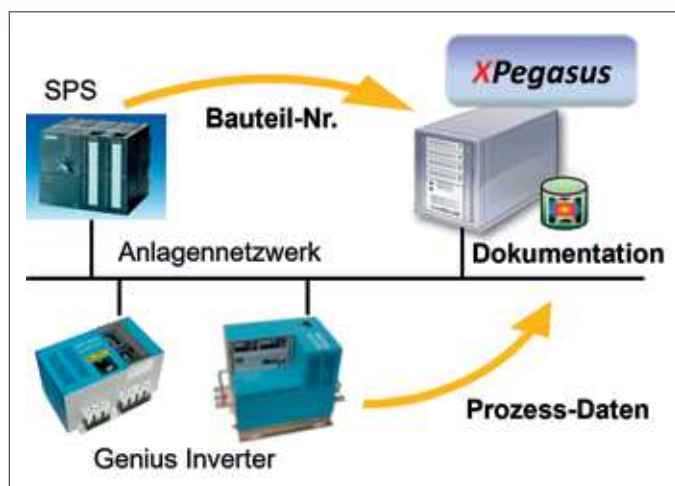 SPS
XPegasus
Bauteil-Nr.
Anlagennetzwerk
Dokumentation
Prozess-Daten
Genius Inverter